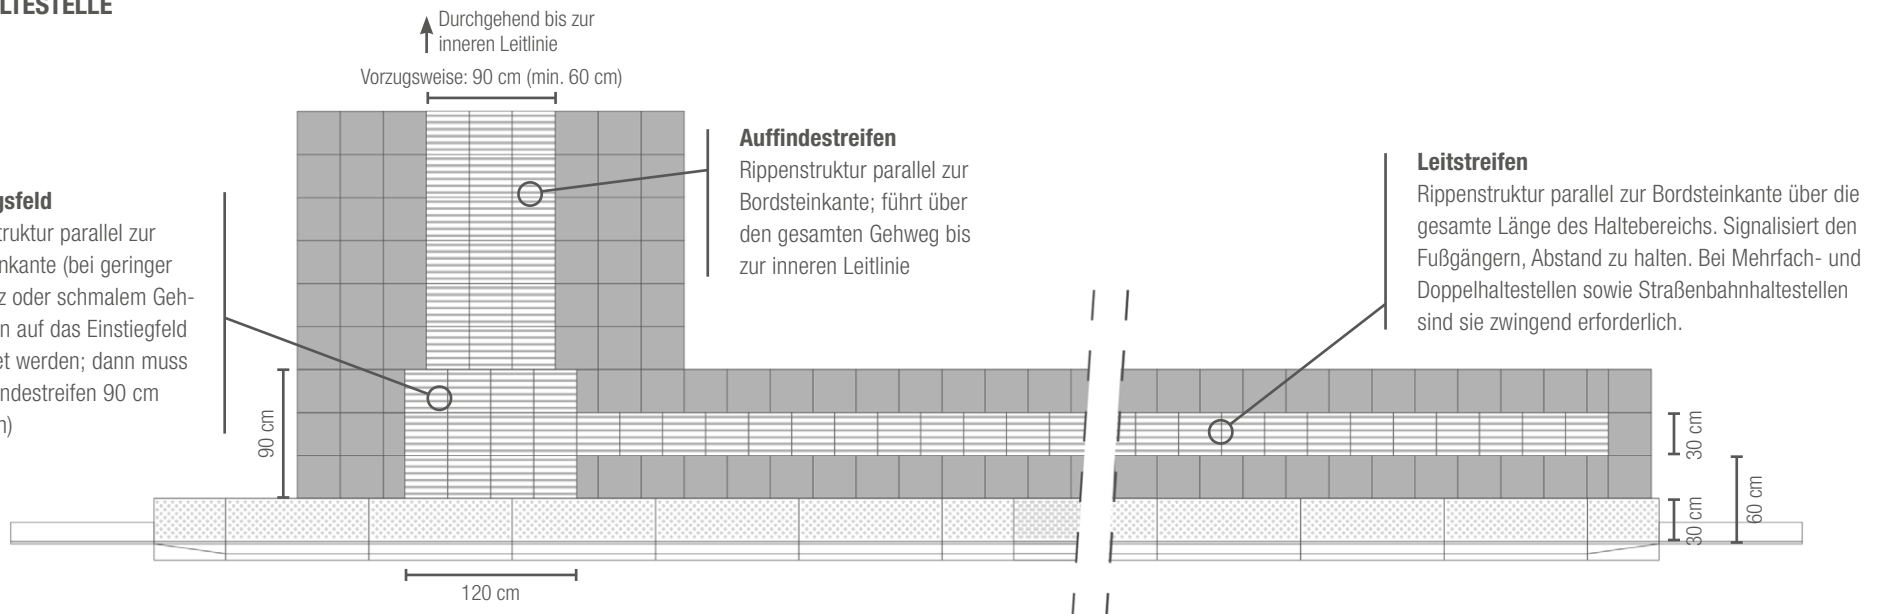 LTESTELLE
Durchgehend bis zur
inneren Leitlinie
Vorzugsweise: 90 cm (min. 60 cm)
gsfeld
truktur parallel zur
inkante (bei geringer
z oder schmalem Geh-
n auf das Einstiegfeld
et werden; dann muss
ndestreifen 90 cm
n)
Auffindestreifen
Rippenstruktur parallel zur
Bordsteinkante; führt über
den gesamten Gehweg bis
zur inneren Leitlinie
Leitstreifen
Rippenstruktur parallel zur Bordsteinkante über die
gesamte Länge des Haltebereichs. Signalisiert den
Fußgängern, Abstand zu halten. Bei Mehrfach- und
Doppelhaltestellen sowie Straßenbahnhaltestellen
sind sie zwingend erforderlich.
90 cm
30 cm
60 cm
30 cm
120 cm